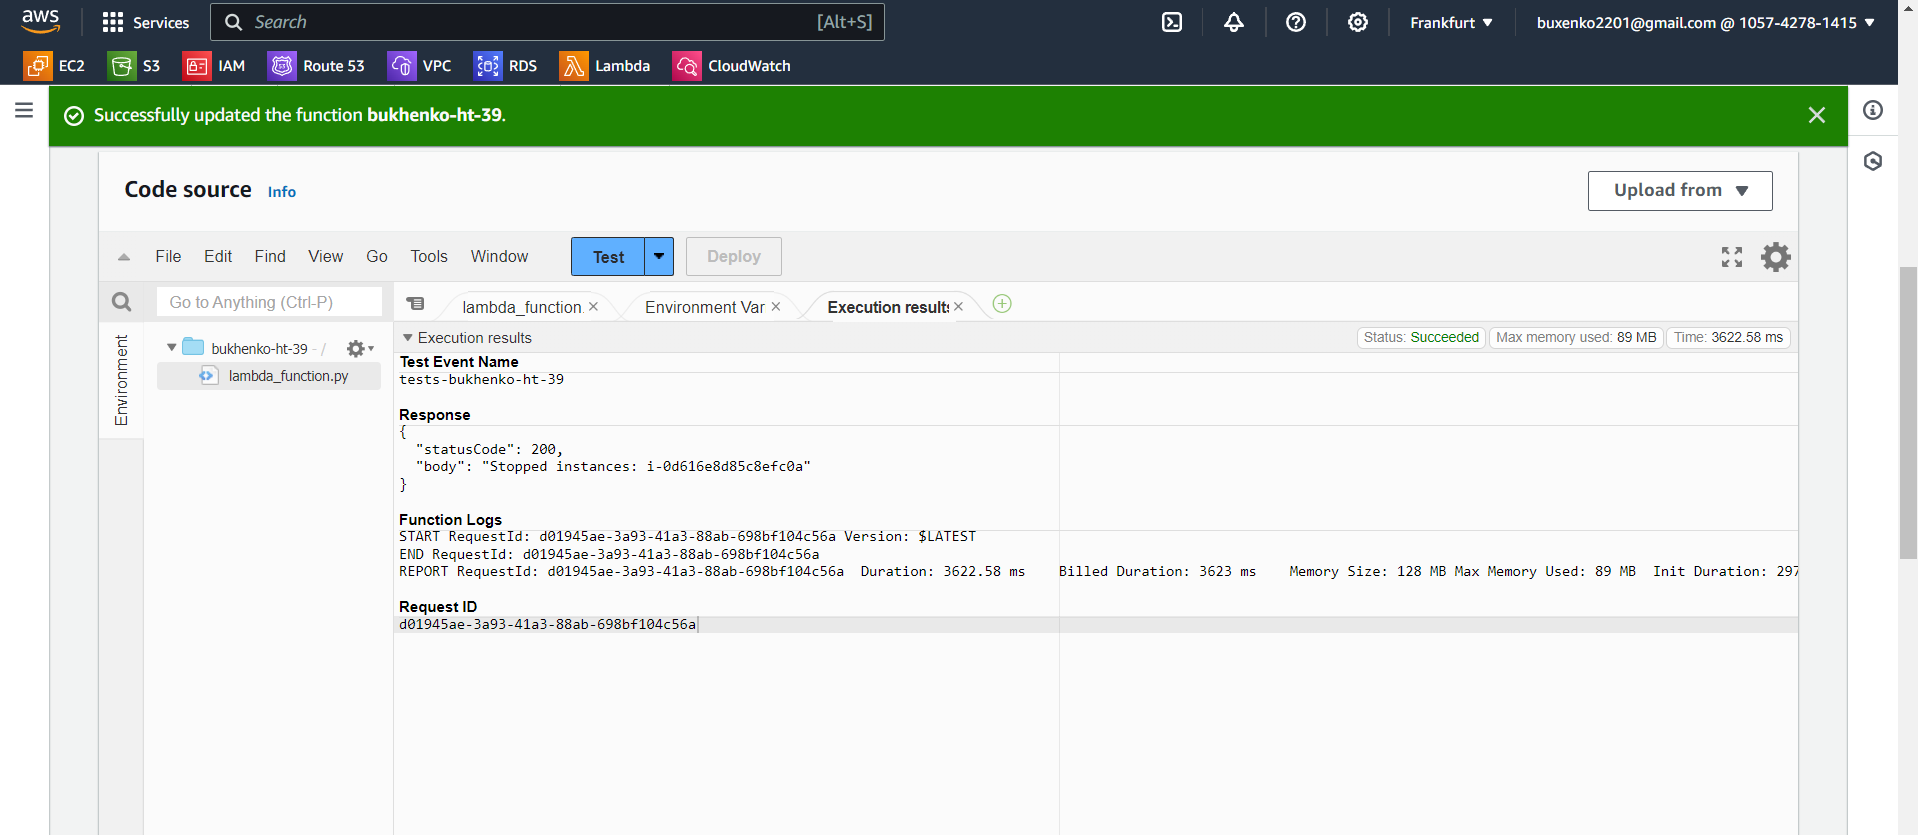 aws Services Search [Alt+S] Frankfurt buxenko2201@gmail.com @ 1057-4278-1415
EC2 S3 IAM Route 53 VPC RDS Lambda CloudWatch
Successfully updated the function bukhenko-ht-39.
Code source Info Upload from
File Edit Find View Go Tools Window Test Deploy
Go to Anything (Ctrl-P) lambda_function. Environment Var Execution results
Execution results Status: Succeeded Max memory used: 89 MB Time: 3622.58 ms
Environment
bukhenko-ht-39 - /
lambda_function.py
Test Event Name
tests-bukhenko-ht-39
Response
{
"statusCode": 200,
"body": "Stopped instances: i-0d616e8d85c8efc0a"
}
Function Logs
START RequestId: d01945ae-3a93-41a3-88ab-698bf104c56a Version: $LATEST
END RequestId: d01945ae-3a93-41a3-88ab-698bf104c56a
REPORT RequestId: d01945ae-3a93-41a3-88ab-698bf104c56a Duration: 3622.58 ms Billed Duration: 3623 ms Memory Size: 128 MB Max Memory Used: 89 MB Init Duration: 297
Request ID
d01945ae-3a93-41a3-88ab-698bf104c56a